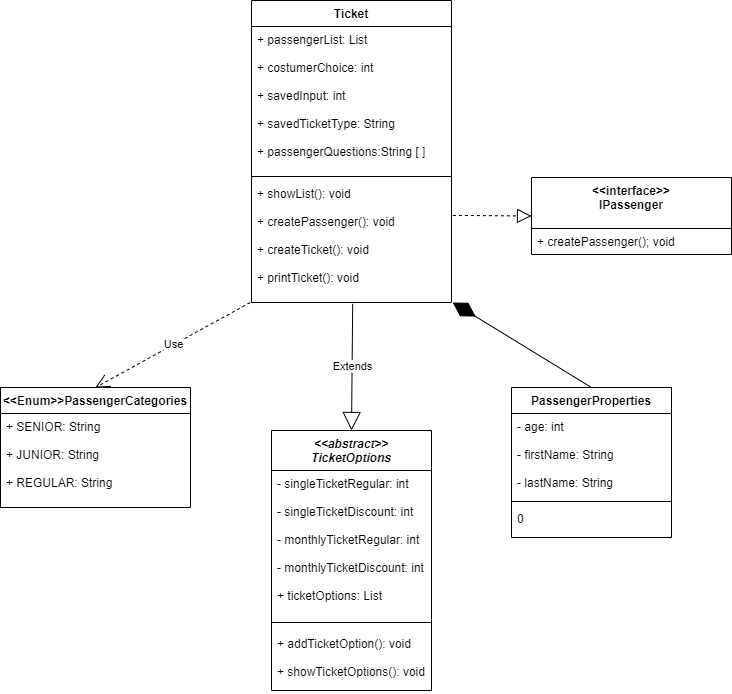 Ticket
+ passengerList: List
+ costumerChoice: int
+ savedInput: int
+ savedTicketType: String
+ passengerQuestions:String [ ]
+ showList(): void
+ createPassenger(): void
+ createTicket(): void
+ printTicket(): void
<<interface>>
IPassenger
+ createPassenger(); void
Use
Extends
<<Enum>>PassengerCategories
+ SENIOR: String
+ JUNIOR: String
+ REGULAR: String
<<abstract>>
TicketOptions
- singleTicketRegular: int
- singleTicketDiscount: int
- monthlyTicketRegular: int
- monthlyTicketDiscount: int
+ ticketOptions: List
+ addTicketOption(): void
+ showTicketOptions(): void
PassengerProperties
- age: int
- firstName: String
- lastName: String
0